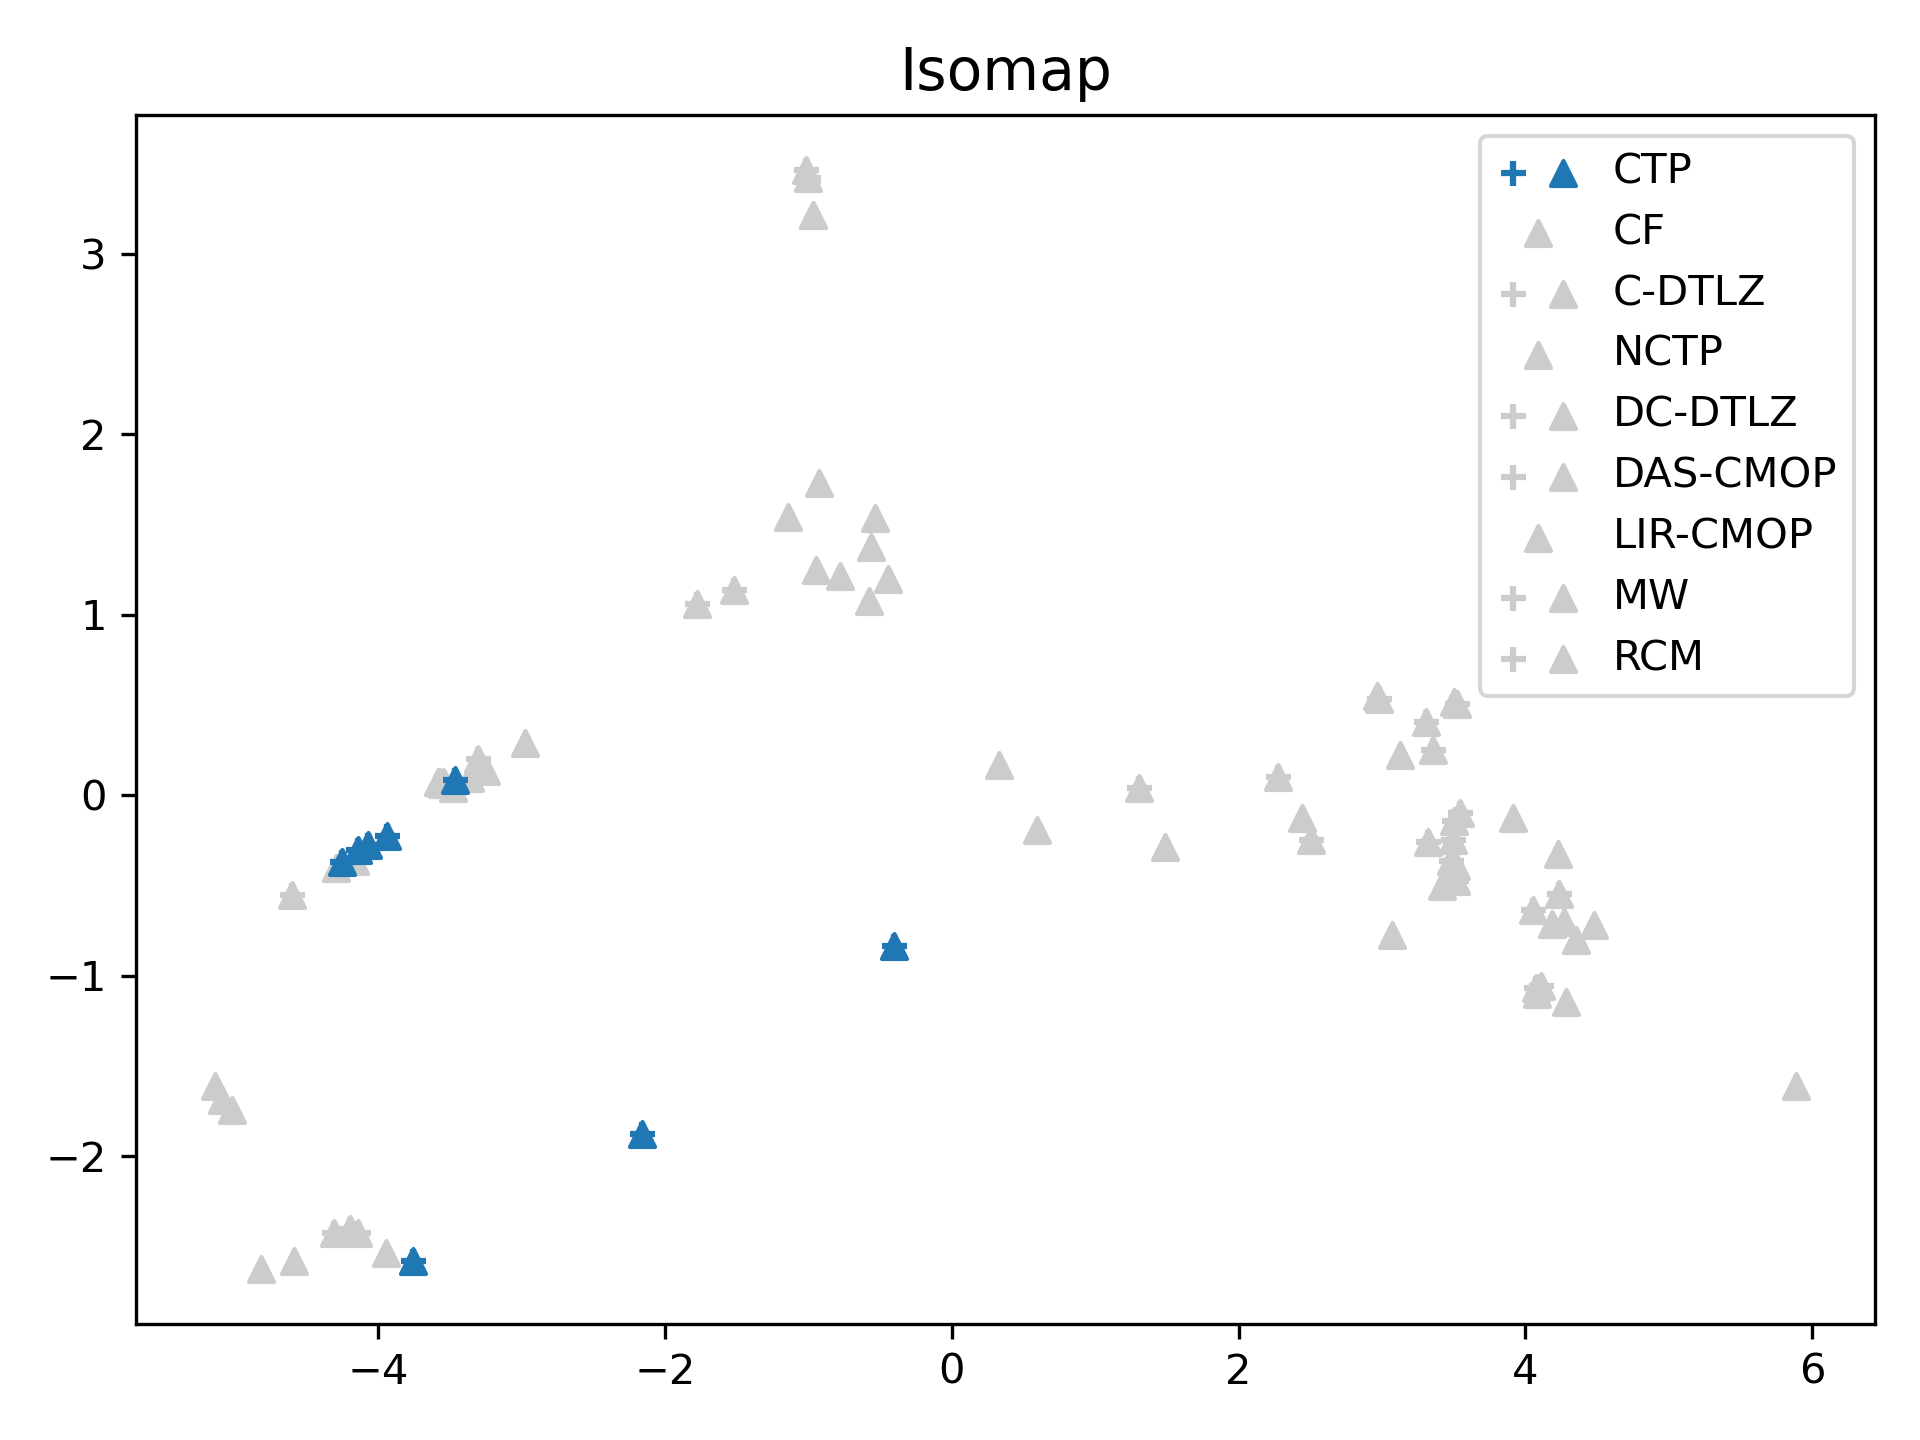 Isomap
CTP
CF
C-DTLZ
NCTP
DC-DTLZ
DAS-CMOP
LIR-CMOP
MW
RCM
3
2
1
0
−1
−2
−4
−2
0
2
4
6